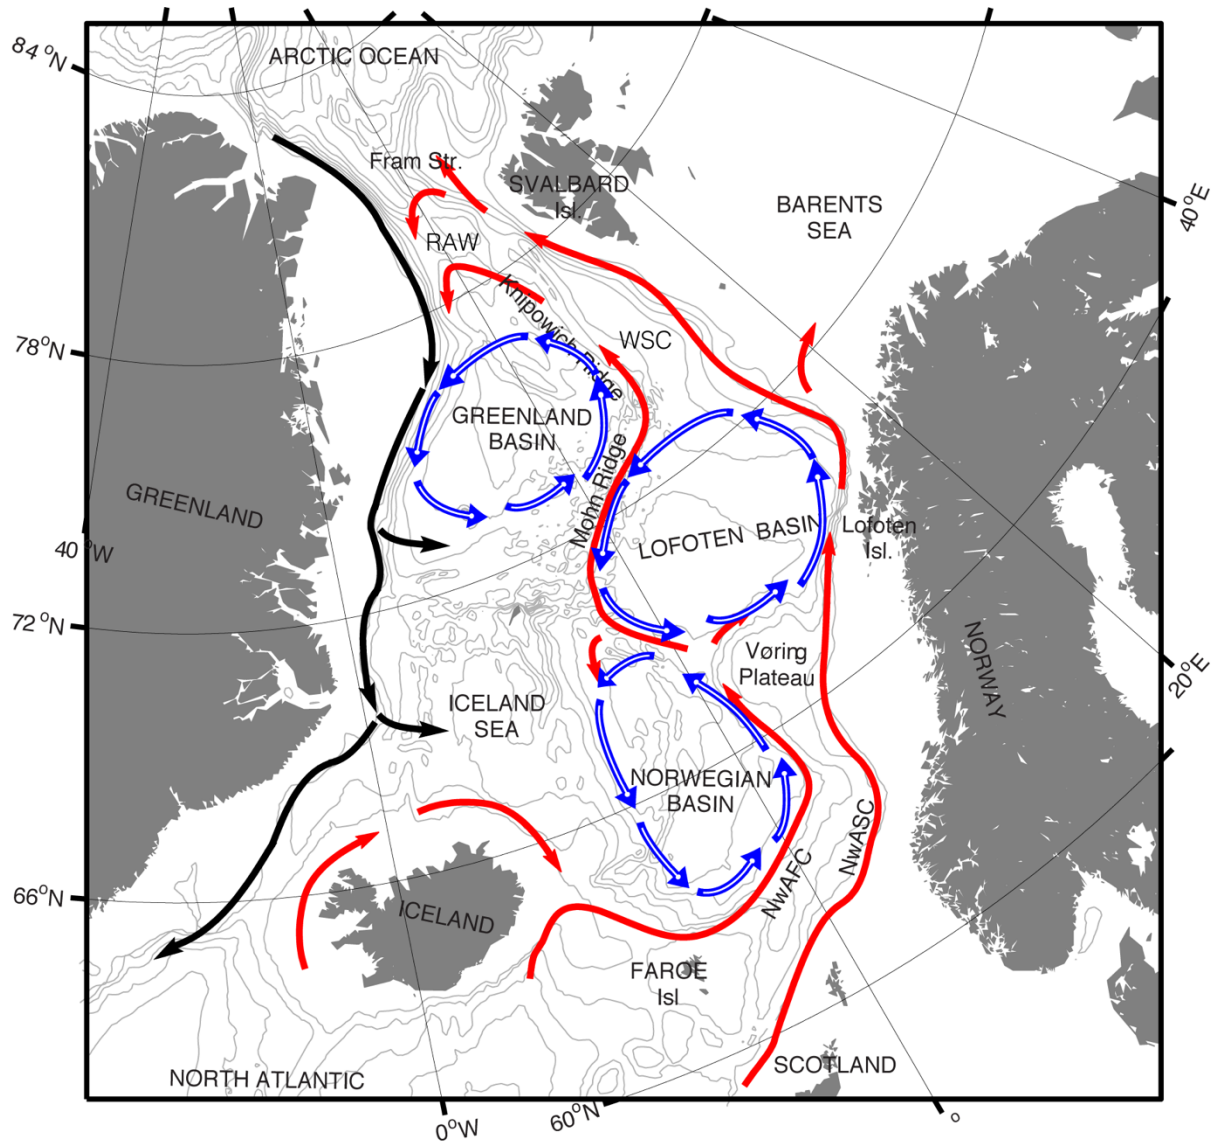 84°N
ARCTIC OCEAN
Fram Str.
SVALBARD
Isl.
BARENTS
SEA
40°E
RAW
Knipowich Ridge
WSC
78°N
GREENLAND
BASIN
Mohn Ridge
GREENLAND
LOFOTEN BASIN
Lofoten
Isl.
40°W
72°N
Vøring
Plateau
NORWAY
20°E
ICELAND
SEA
NORWEGIAN
BASIN
NwASC
NwAFC
66°N
ICELAND
FAROE
Isl
SCOTLAND
NORTH ATLANTIC
0°W
60°N
o